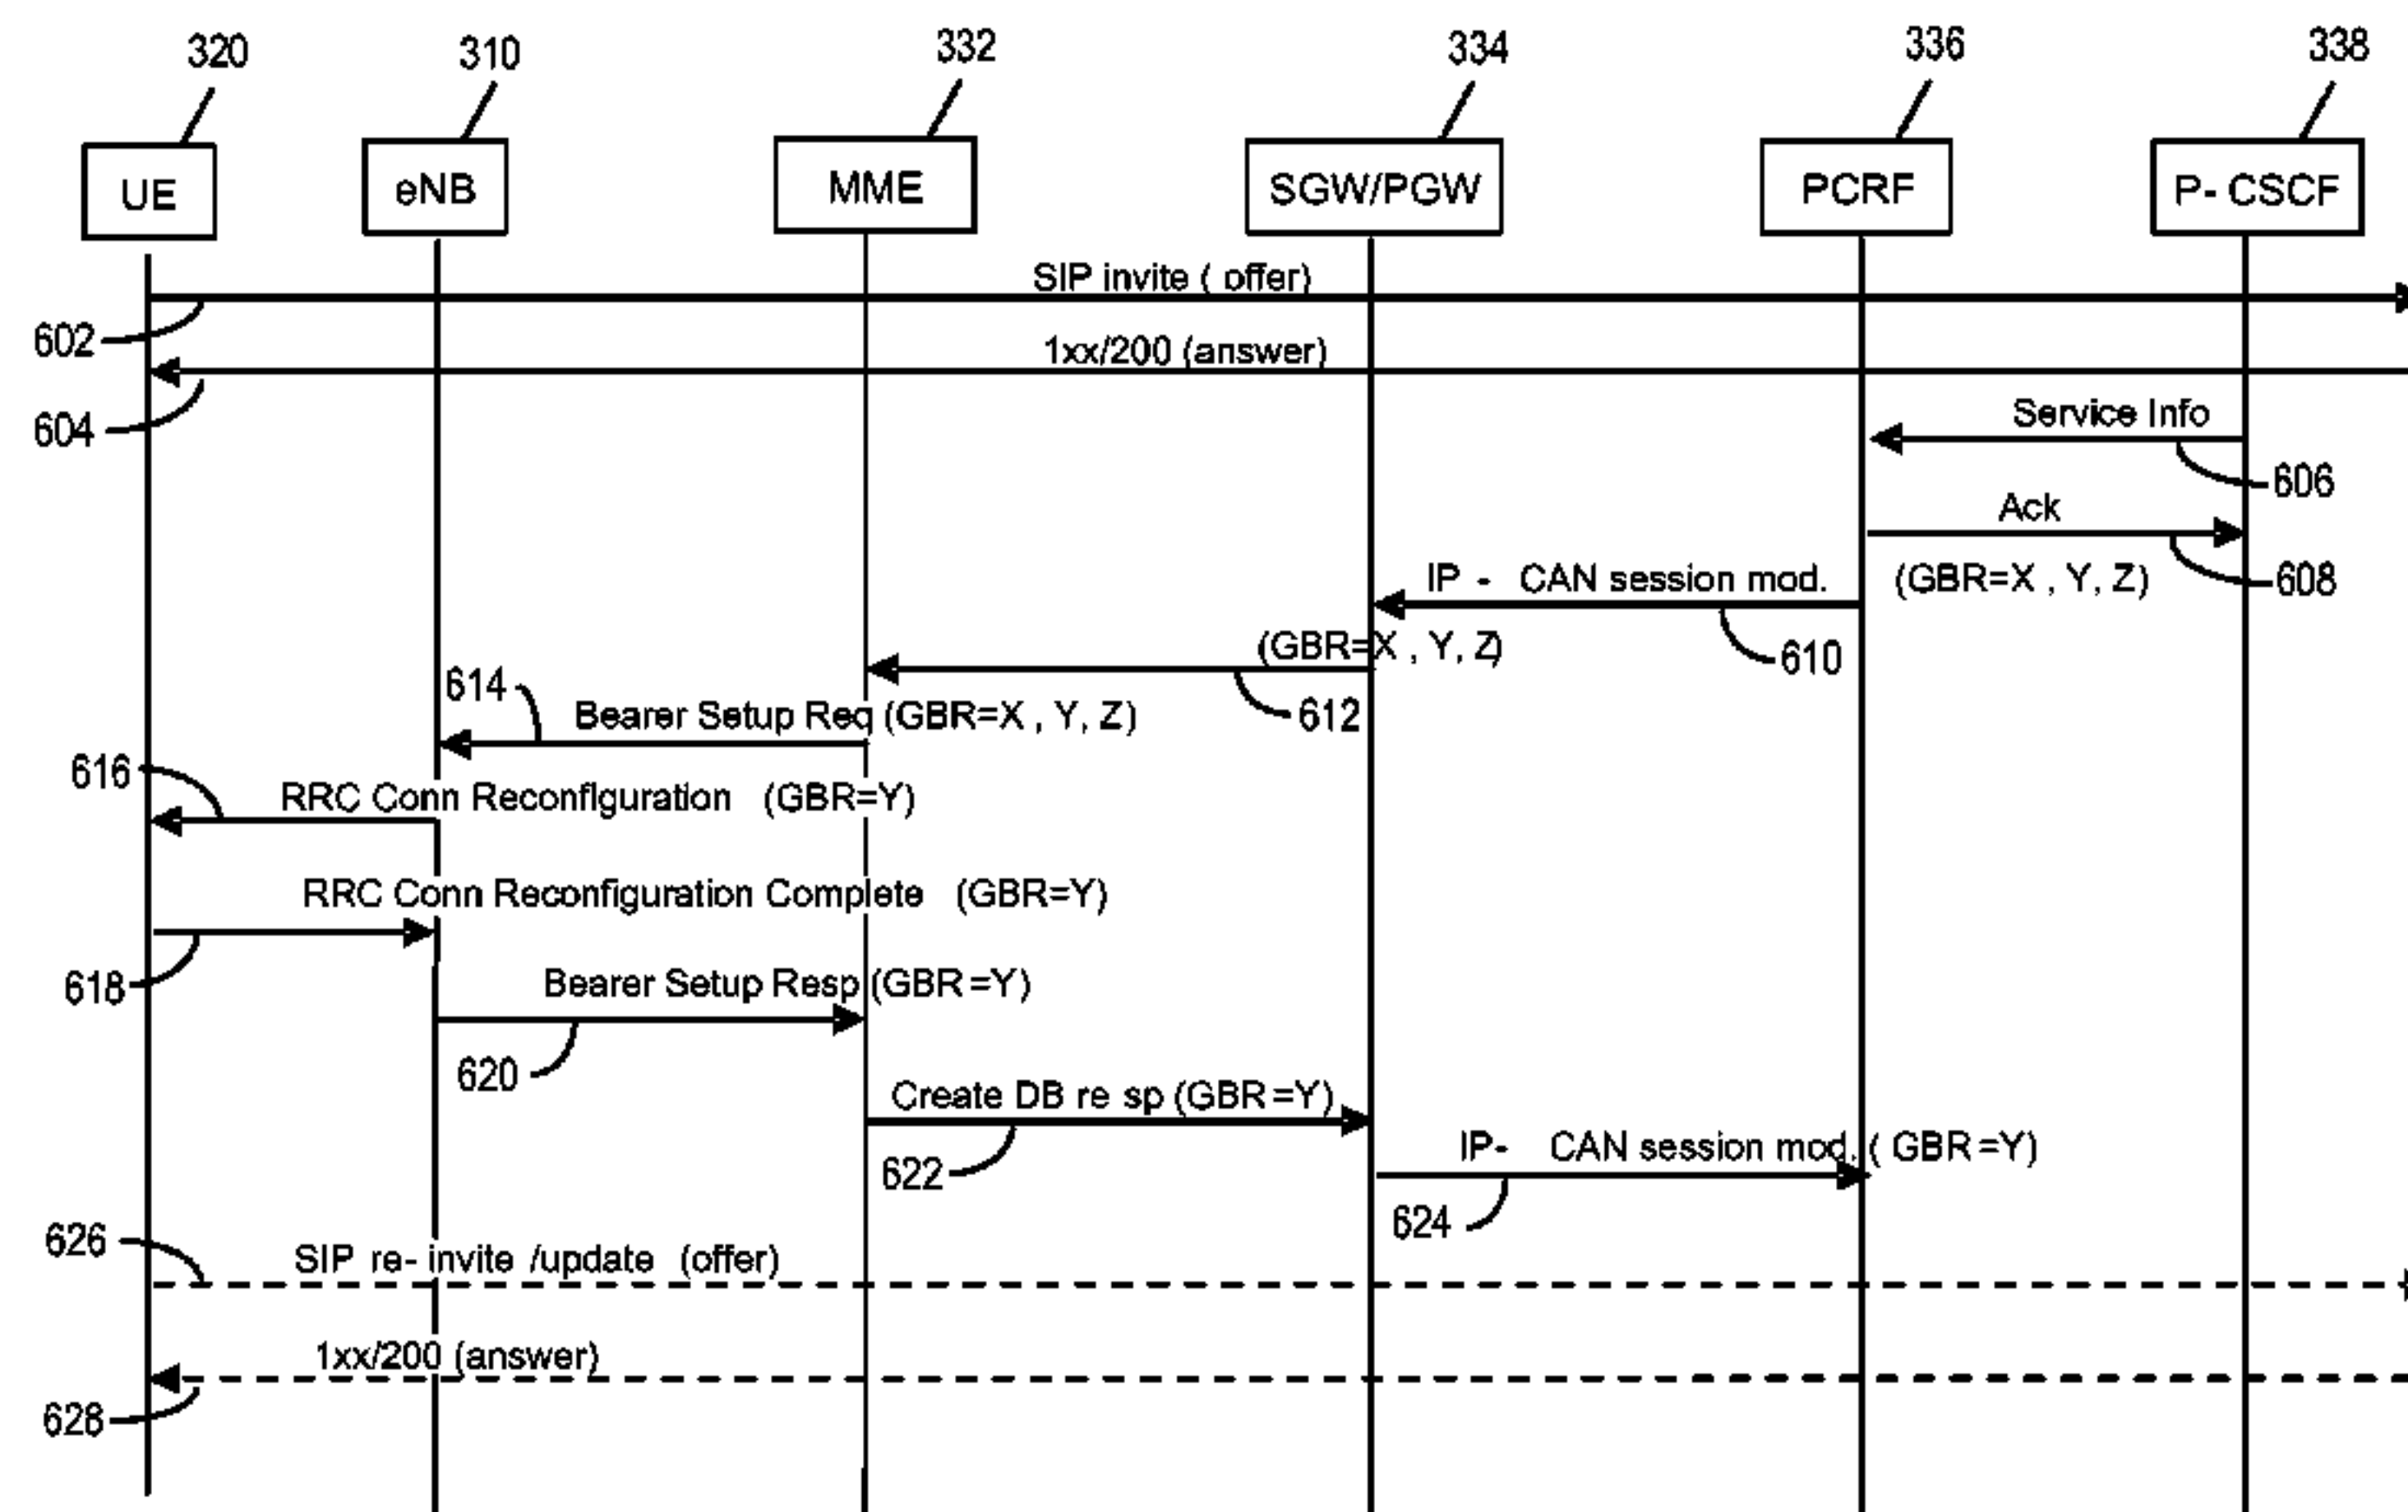 320 310 332 334 336 338
UE eNB MME SGW/PGW PCRF P- CSCF
SIP invite ( offer)
602
1xx/200 (answer)
604
Service Info
606
Ack
IP - CAN session mod. (GBR=X , Y, Z) 608
(GBR=X , Y, Z) 610
614
Bearer Setup Req (GBR=X , Y, Z) 612
616
RRC Conn Reconfiguration (GBR=Y)
RRC Conn Reconfiguration Complete (GBR=Y)
618
Bearer Setup Resp (GBR =Y)
620
Create DB re sp (GBR =Y)
IP- CAN session mod. ( GBR =Y)
622
624
626
SIP re- invite /update (offer)
1xx/200 (answer)
628